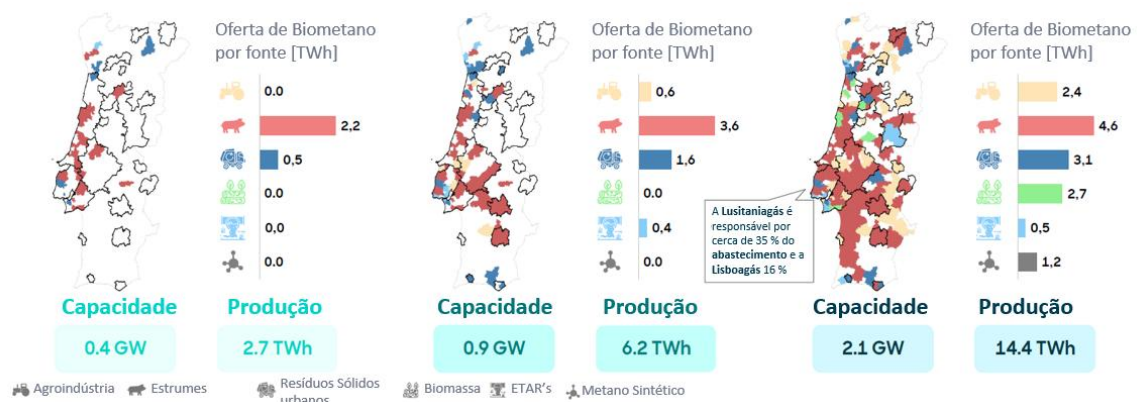 Oferta de Biometano
por fonte [TWh]
0.0
2,2
0,5
0.0
0,0
0.0
Capacidade
Produção
0.4 GW
2.7 TWh
Oferta de Biometano
por fonte [TWh]
0,6
3,6
1,6
0.0
0,4
0.0
Capacidade
Produção
0.9 GW
6.2 TWh
A Lusitaniagás é
responsável por
cerca de 35 % do
abastecimento e a
Lisboagás 16 %
Oferta de Biometano
por fonte [TWh]
2,4
4,6
3,1
2,7
0,5
1,2
Capacidade
Produção
2.1 GW
14.4 TWh
Agroindústria
Estrumes
Resíduos Sólidos
urbanos
Biomassa
ETAR's
Metano Sintético